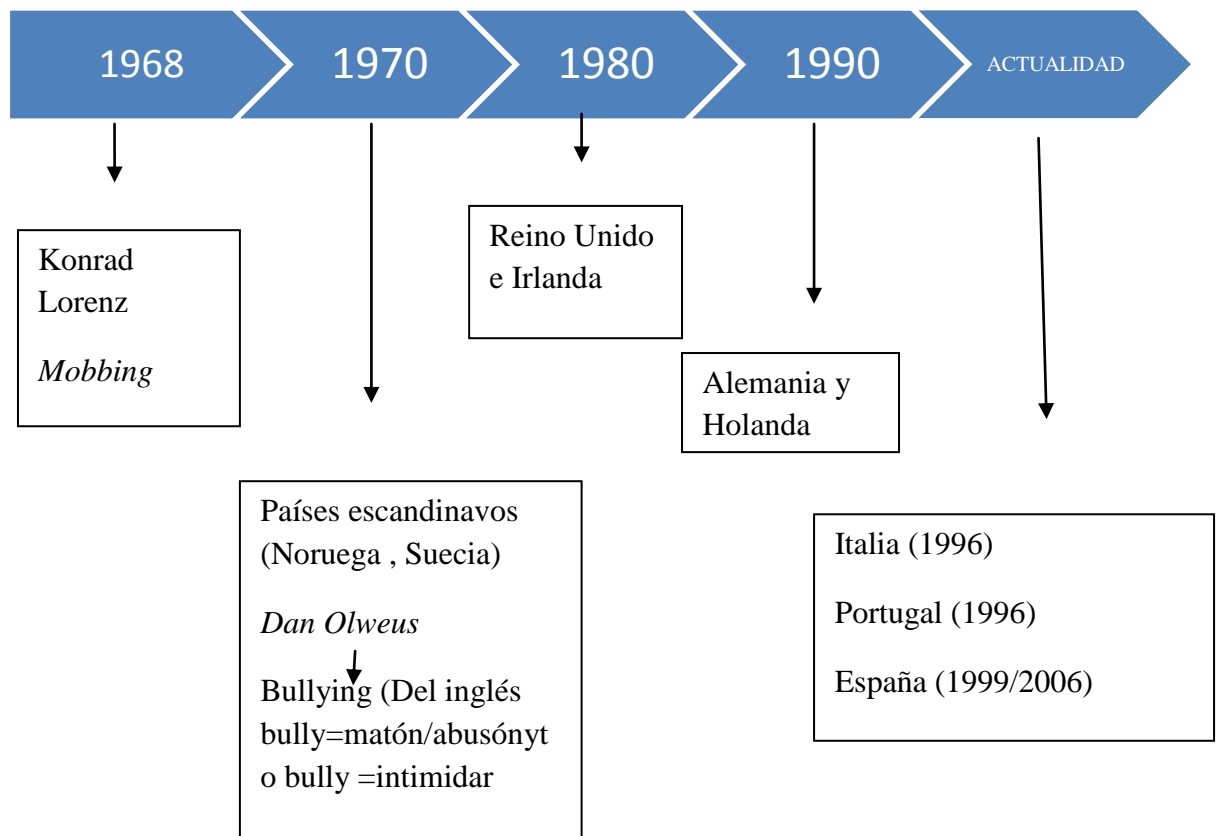 1968
1970
1980
1990
ACTUALIDAD
Konrad
Lorenz
Mobbing
Países escandinavos
(Noruega , Suecia)
Dan Olweus
Bullying (Del inglés
bully=matón/abusónyt
o bully =intimidar
Reino Unido
e Irlanda
Alemania y
Holanda
Italia (1996)
Portugal (1996)
España (1999/2006)